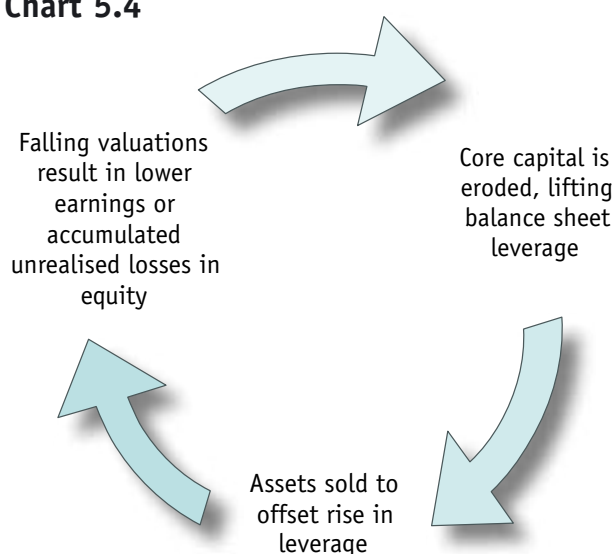 Chart 5.4
Falling valuations
result in lower
earnings or
accumulated
unrealised losses in
equity
Core capital is
eroded, lifting
balance sheet
leverage
Assets sold to
offset rise in
leverage